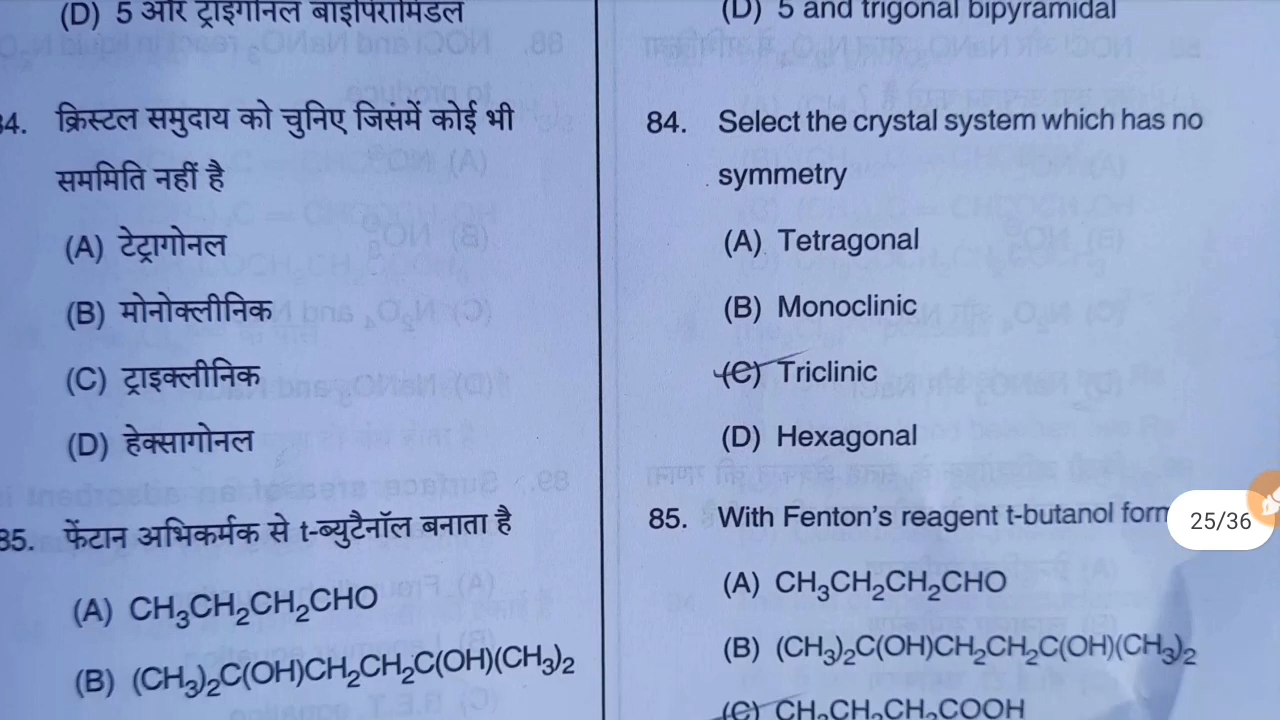 (D) 5 और ट्राइगोनल बाइपिरामिडल
84. क्रिस्टल समुदाय को चुनिए जिसमें कोई भी
सममिति नहीं है
(A) टेट्रागोनल
(B) मोनोक्लीनिक
(C) ट्राइक्लीनिक
(D) हेक्सागोनल
85. फेंटान अभिकर्मक से t-ब्युटैनॉल बनाता है
(A) CH₃CH₂CH₂CHO
(B) (CH₃)₂C(OH)CH₂CH₂C(OH)(CH₃)₂
(D) 5 and trigonal bipyramidal
84. Select the crystal system which has no
symmetry
(A) Tetragonal
(B) Monoclinic
(C) Triclinic
(D) Hexagonal
85. With Fenton's reagent t-butanol form
(A) CH₃CH₂CH₂CHO
(B) (CH₃)₂C(OH)CH₂CH₂C(OH)(CH₃)₂
(C) CH₃CH₂CH₂COOH
25/36